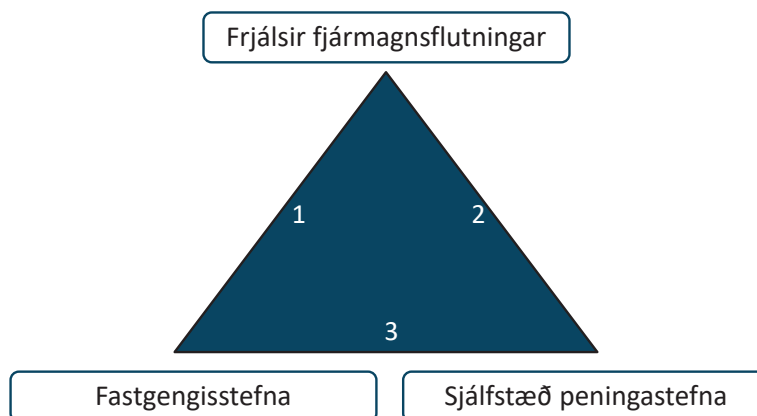 Frjálsir fjármagnsflutningar
1
2
3
Fastgengisstefna
Sjálfstæð peningastefna